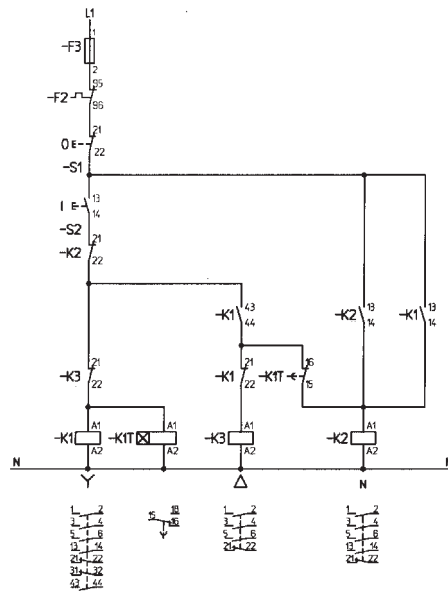 L1
1
-F3
2
95
-F2
96
21
0 E
22
-S1
13
I E
14
-S2
21
-K2
22
43
-K1
44
13
-K2
14
13
-K1
14
21
-K3
22
21
-K1
22
16
-K1T
15
A1
-K1
A2
A1
-K1T
A2
A1
-K3
A2
A1
-K2
A2
N
N
Y
Δ
N
1 2
3 4
5 6
13 14
21 22
31 32
43 44
18
15 16
1 2
3 4
5 6
21 22
1 2
3 4
5 6
13 14
21 22